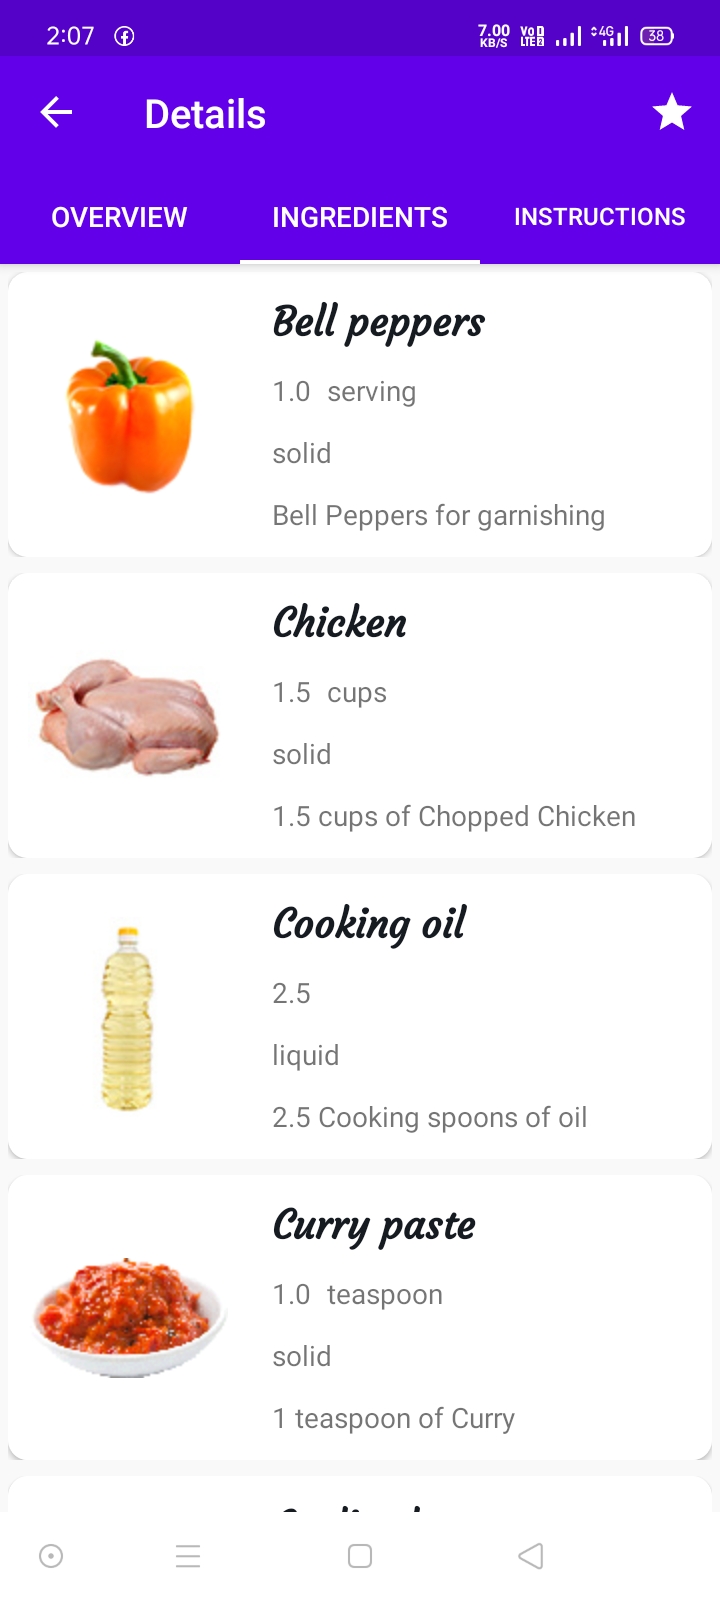 2:07 7.00 KB/S Vo LTE 2 4G 38
Details
OVERVIEW INGREDIENTS INSTRUCTIONS
Bell peppers
1.0 serving
solid
Bell Peppers for garnishing
Chicken
1.5 cups
solid
1.5 cups of Chopped Chicken
Cooking oil
2.5
liquid
2.5 Cooking spoons of oil
Curry paste
1.0 teaspoon
solid
1 teaspoon of Curry